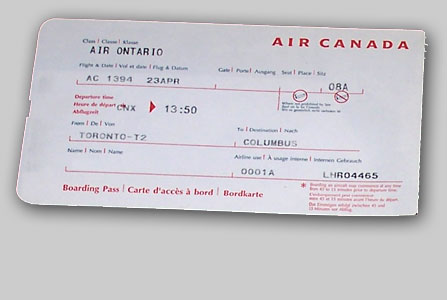 Class | Classe | Klasse
AIR ONTARIO
AIR CANADA
Flight & Date | Vol et date | Flug & Datum
Gate | Porte | Ausgang
Seat | Place | Sitz
AC 1394 23APR
08A
Departure time
Heure de départ
Abflugzeit
CNX 13:50
From | De | Von
To | Destination | Nach
TORONTO-T2
COLUMBUS
Name | Nom | Name
Airline use | À usage interne | Internen Gebrauch
0001A
LHR04465
Boarding Pass | Carte d'accès à bord | Bordkarte